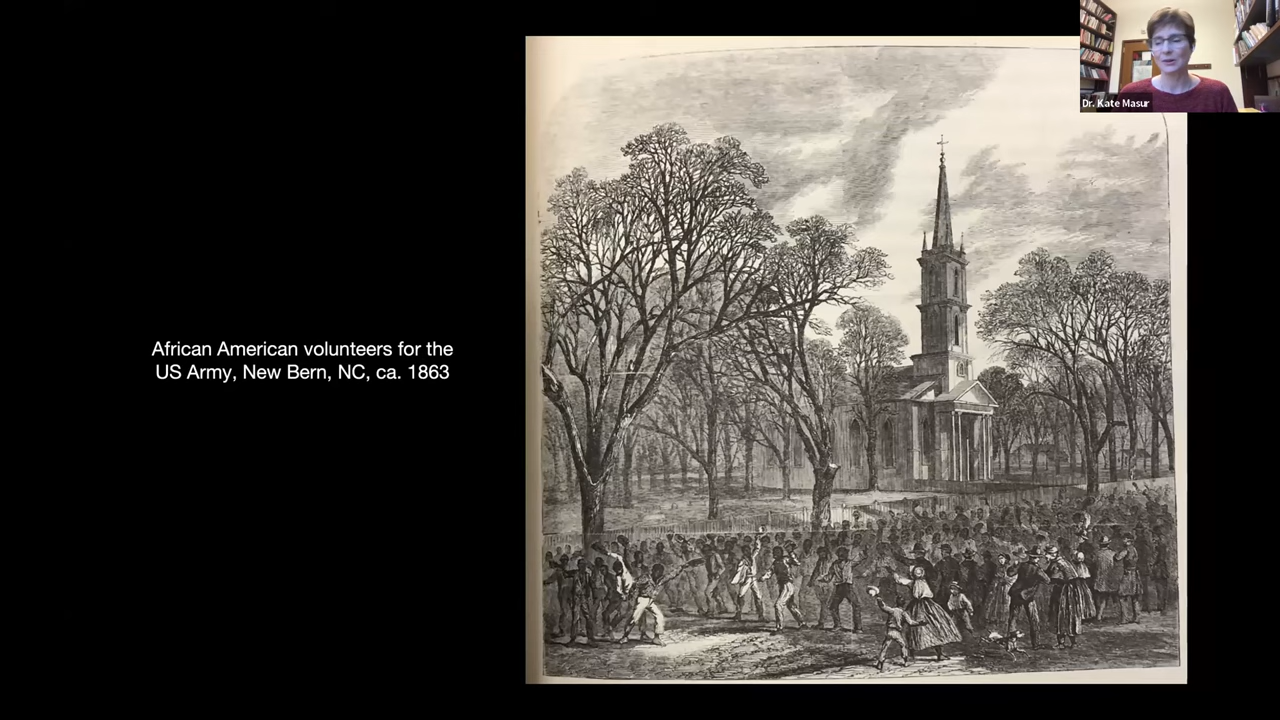 African American volunteers for the
US Army, New Bern, NC, ca. 1863
Dr. Kate Masur